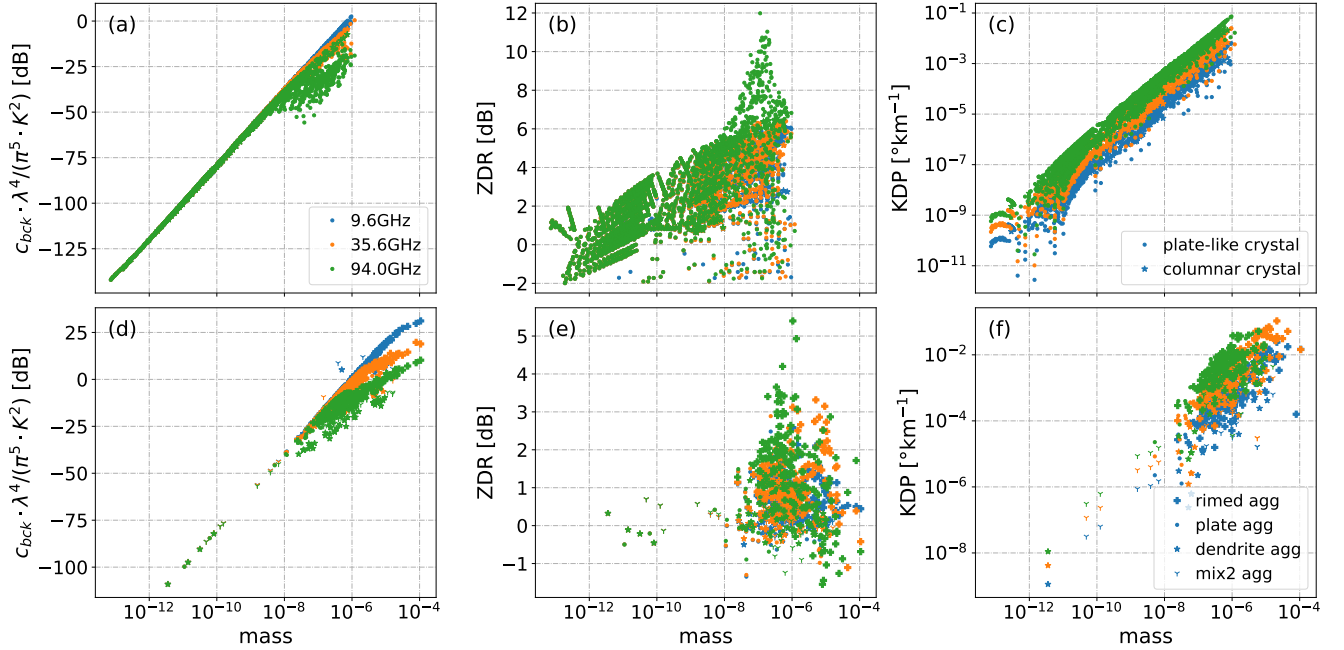 (a)
0
−25
−50
−75
−100
−125
c_bck · λ⁴/(π⁵ · K²) [dB]
9.6GHz
35.6GHz
94.0GHz
(b)
12
10
8
6
4
2
0
−2
ZDR [dB]
(c)
10⁻¹
10⁻³
10⁻⁵
10⁻⁷
10⁻⁹
10⁻¹¹
KDP [°km⁻¹]
plate-like crystal
columnar crystal
(d)
25
0
−25
−50
−75
−100
c_bck · λ⁴/(π⁵ · K²) [dB]
10⁻¹² 10⁻¹⁰ 10⁻⁸ 10⁻⁶ 10⁻⁴
mass
(e)
5
4
3
2
1
0
−1
ZDR [dB]
10⁻¹² 10⁻¹⁰ 10⁻⁸ 10⁻⁶ 10⁻⁴
mass
(f)
10⁻²
10⁻⁴
10⁻⁶
10⁻⁸
KDP [°km⁻¹]
rimed agg
plate agg
dendrite agg
mix2 agg
10⁻¹² 10⁻¹⁰ 10⁻⁸ 10⁻⁶ 10⁻⁴
mass